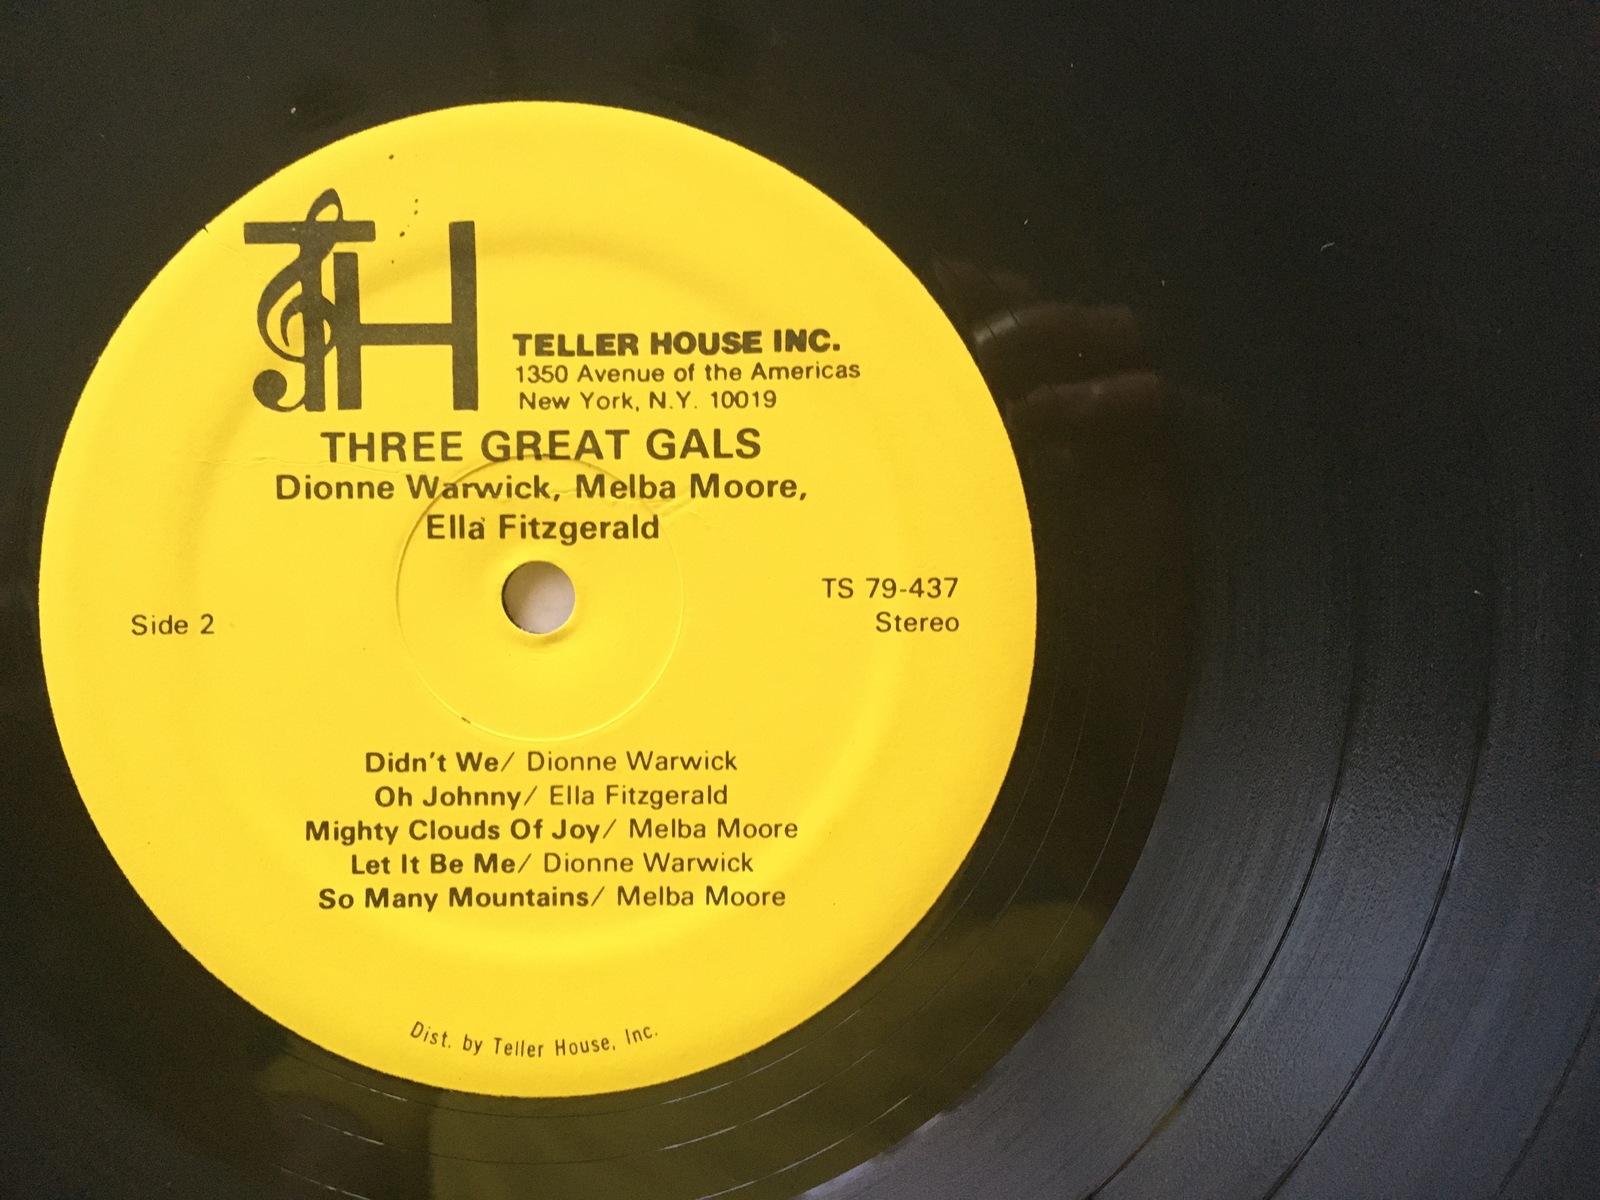 TH
TELLER HOUSE INC.
1350 Avenue of the Americas
New York, N.Y. 10019
THREE GREAT GALS
Dionne Warwick, Melba Moore,
Ella Fitzgerald
Side 2
TS 79-437
Stereo
Didn't We/ Dionne Warwick
Oh Johnny/ Ella Fitzgerald
Mighty Clouds Of Joy/ Melba Moore
Let It Be Me/ Dionne Warwick
So Many Mountains/ Melba Moore
Dist. by Teller House, Inc.